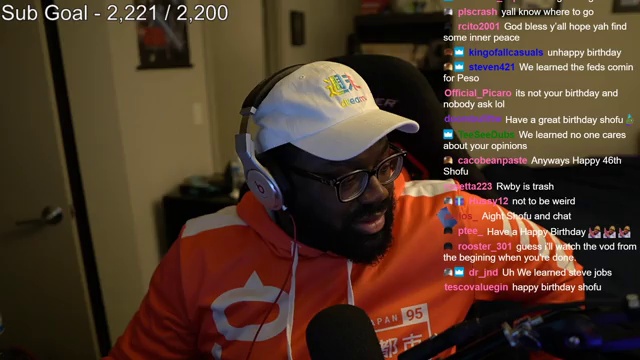 Sub Goal - 2,221 / 2,200
plscrash yall know where to go
rcito2001 God bless y'all hope yah find
some inner peace
kingofallcasuals unhappy birthday
steven421 We learned the feds comin
for Peso
Official_Picaro its not your birthday and
nobody ask lol
Have a great birthday shofu
TeeSeeDubs We learned no one cares
about your opinions
cacobeanpaste Anyways Happy 46th
Shofu
Rwby is trash
not to be weird
Aight Shofu and chat
ptee_ Have a Happy Birthday
rooster_301 guess i'll watch the vod from
the begining when you're done.
dr_jnd Uh We learned steve jobs
tescovaluegin happy birthday shofu
JAPAN 95
都市